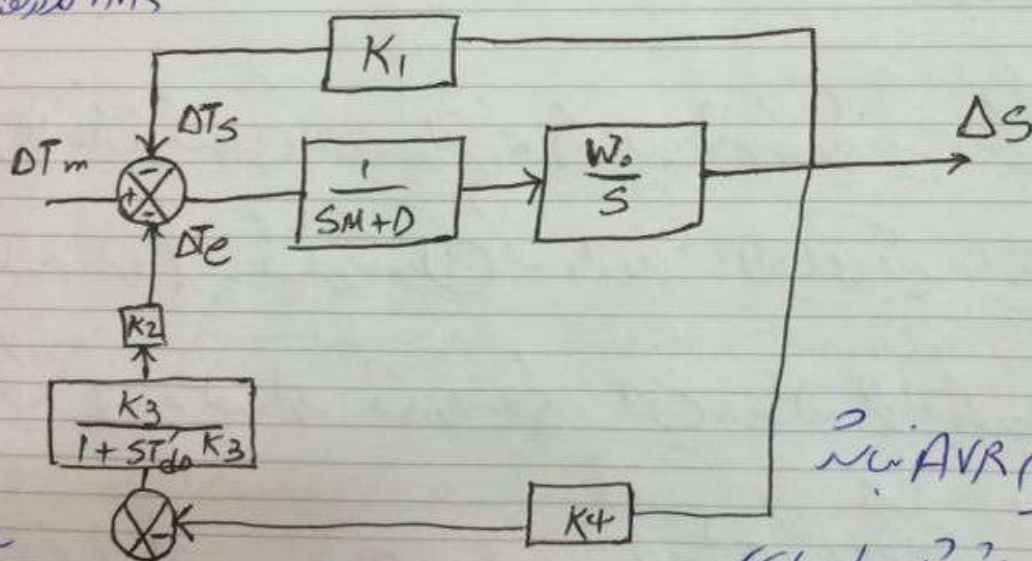 K1
ΔTs
ΔTm
+
-
-
1
SM+D
W₀
S
ΔS
ΔTe
K2
K3
1+ST'do K3
-
K4
AVR